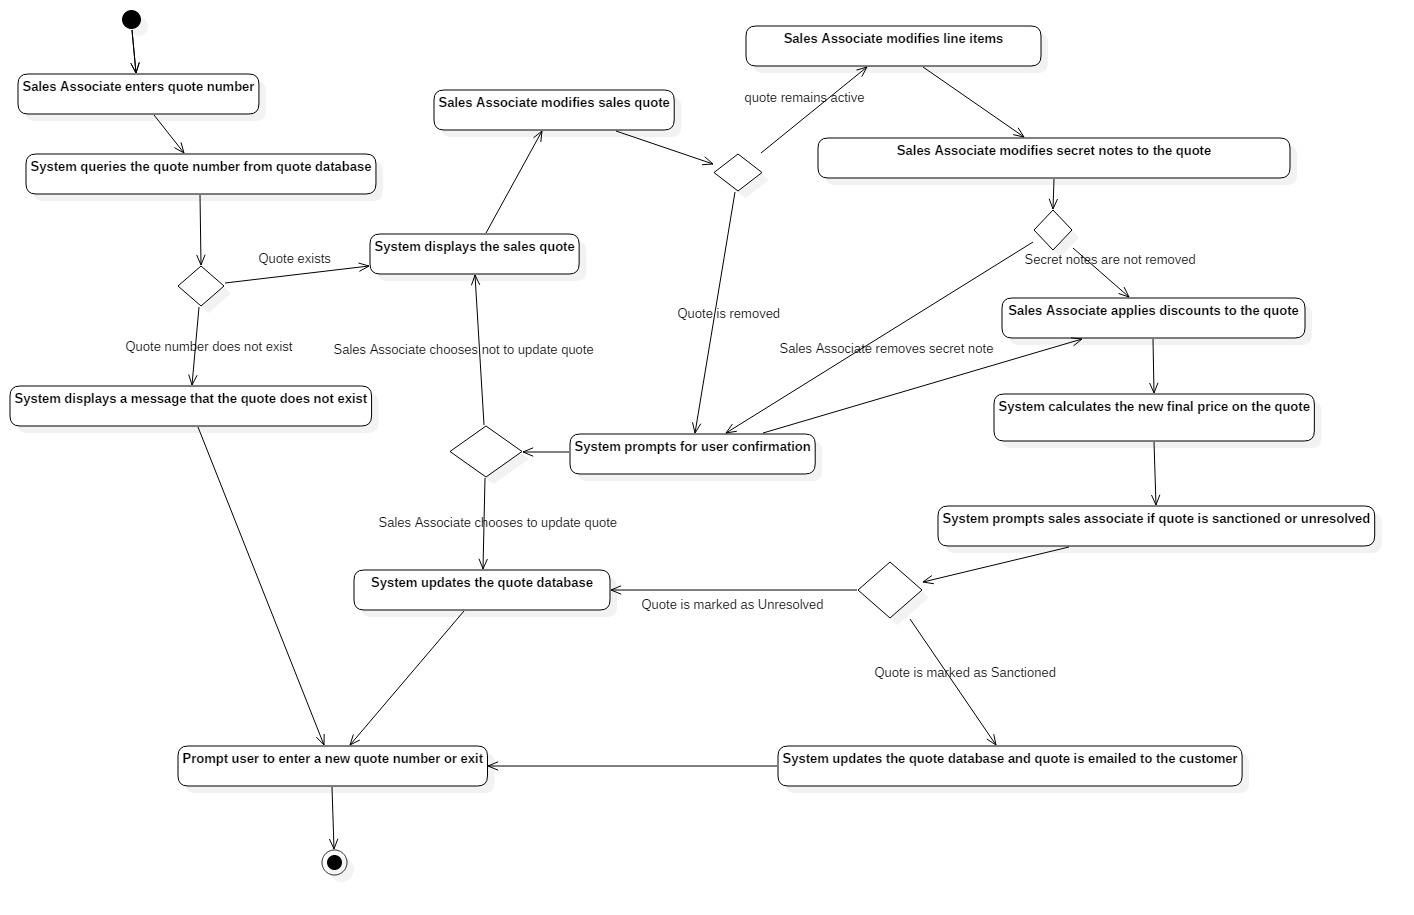 Sales Associate modifies line items
Sales Associate enters quote number
Sales Associate modifies sales quote
quote remains active
System queries the quote number from quote database
Sales Associate modifies secret notes to the quote
System displays the sales quote
Quote exists
Secret notes are not removed
Quote is removed
Sales Associate applies discounts to the quote
Quote number does not exist
Sales Associate chooses not to update quote
Sales Associate removes secret note
System displays a message that the quote does not exist
System calculates the new final price on the quote
System prompts for user confirmation
Sales Associate chooses to update quote
System prompts sales associate if quote is sanctioned or unresolved
System updates the quote database
Quote is marked as Unresolved
Quote is marked as Sanctioned
Prompt user to enter a new quote number or exit
System updates the quote database and quote is emailed to the customer